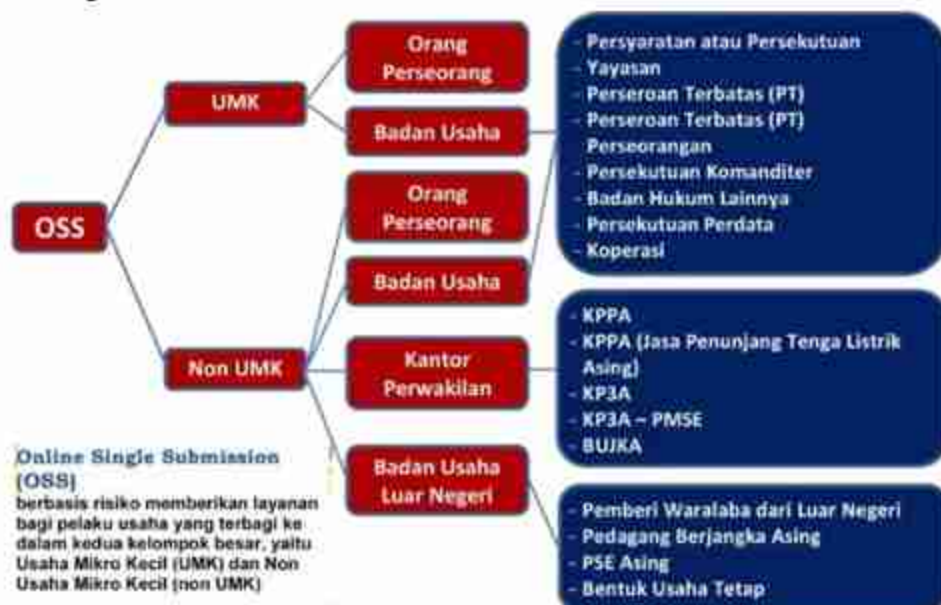 OSS
UMK
Non UMK
Orang
Perseorang
Badan Usaha
Orang
Perseorang
Badan Usaha
Kantor
Perwakilan
Badan Usaha
Luar Negeri
- Persyaratan atau Persekutuan
- Yayasan
- Perseroan Terbatas (PT)
- Perseroan Terbatas (PT)
Perseorangan
- Persekutuan Komanditer
- Badan Hukum Lainnya
- Persekutuan Perdata
- Koperasi
- KPPA
- KPPA (Jasa Penunjang Tenga Listrik
Asing)
- KP3A
- KP3A – PMSE
- BUJKA
- Pemberi Waralaba dari Luar Negeri
- Pedagang Berjangka Asing
- PSE Asing
- Bentuk Usaha Tetap
Online Single Submission
(OSS)
berbasis risiko memberikan layanan
bagi pelaku usaha yang terbagi ke
dalam kedua kelompok besar, yaitu
Usaha Mikro Kecil (UMK) dan Non
Usaha Mikro Kecil (non UMK)